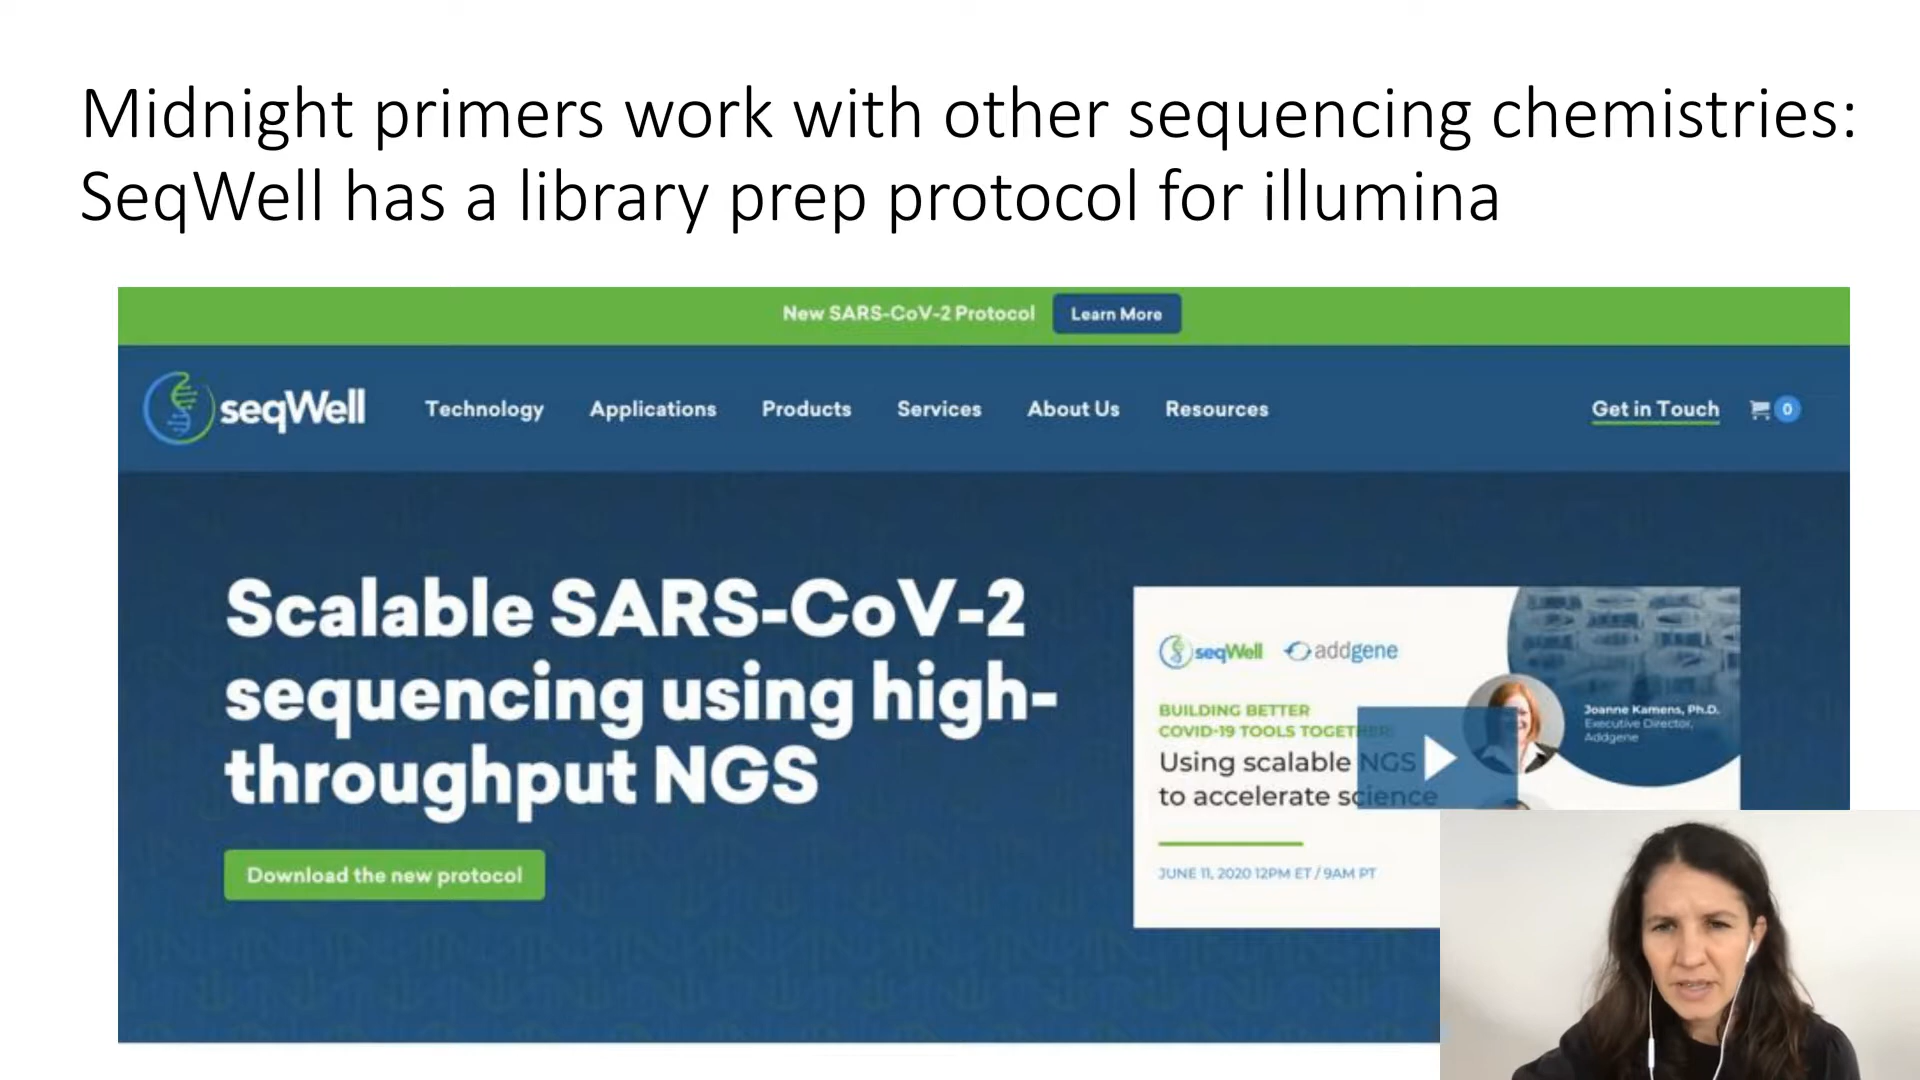 Midnight primers work with other sequencing chemistries:
SeqWell has a library prep protocol for illumina
New SARS-CoV-2 Protocol Learn More
seqWell Technology Applications Products Services About Us Resources Get in Touch 0
Scalable SARS-CoV-2
sequencing using high-
throughput NGS
Download the new protocol
seqWell addgene
BUILDING BETTER
COVID-19 TOOLS TOGETHER
Using scalable NGS
to accelerate science
JUNE 11, 2020 12PM ET / 9AM PT
Joanne Kamens, Ph.D.
Executive Director,
Addgene